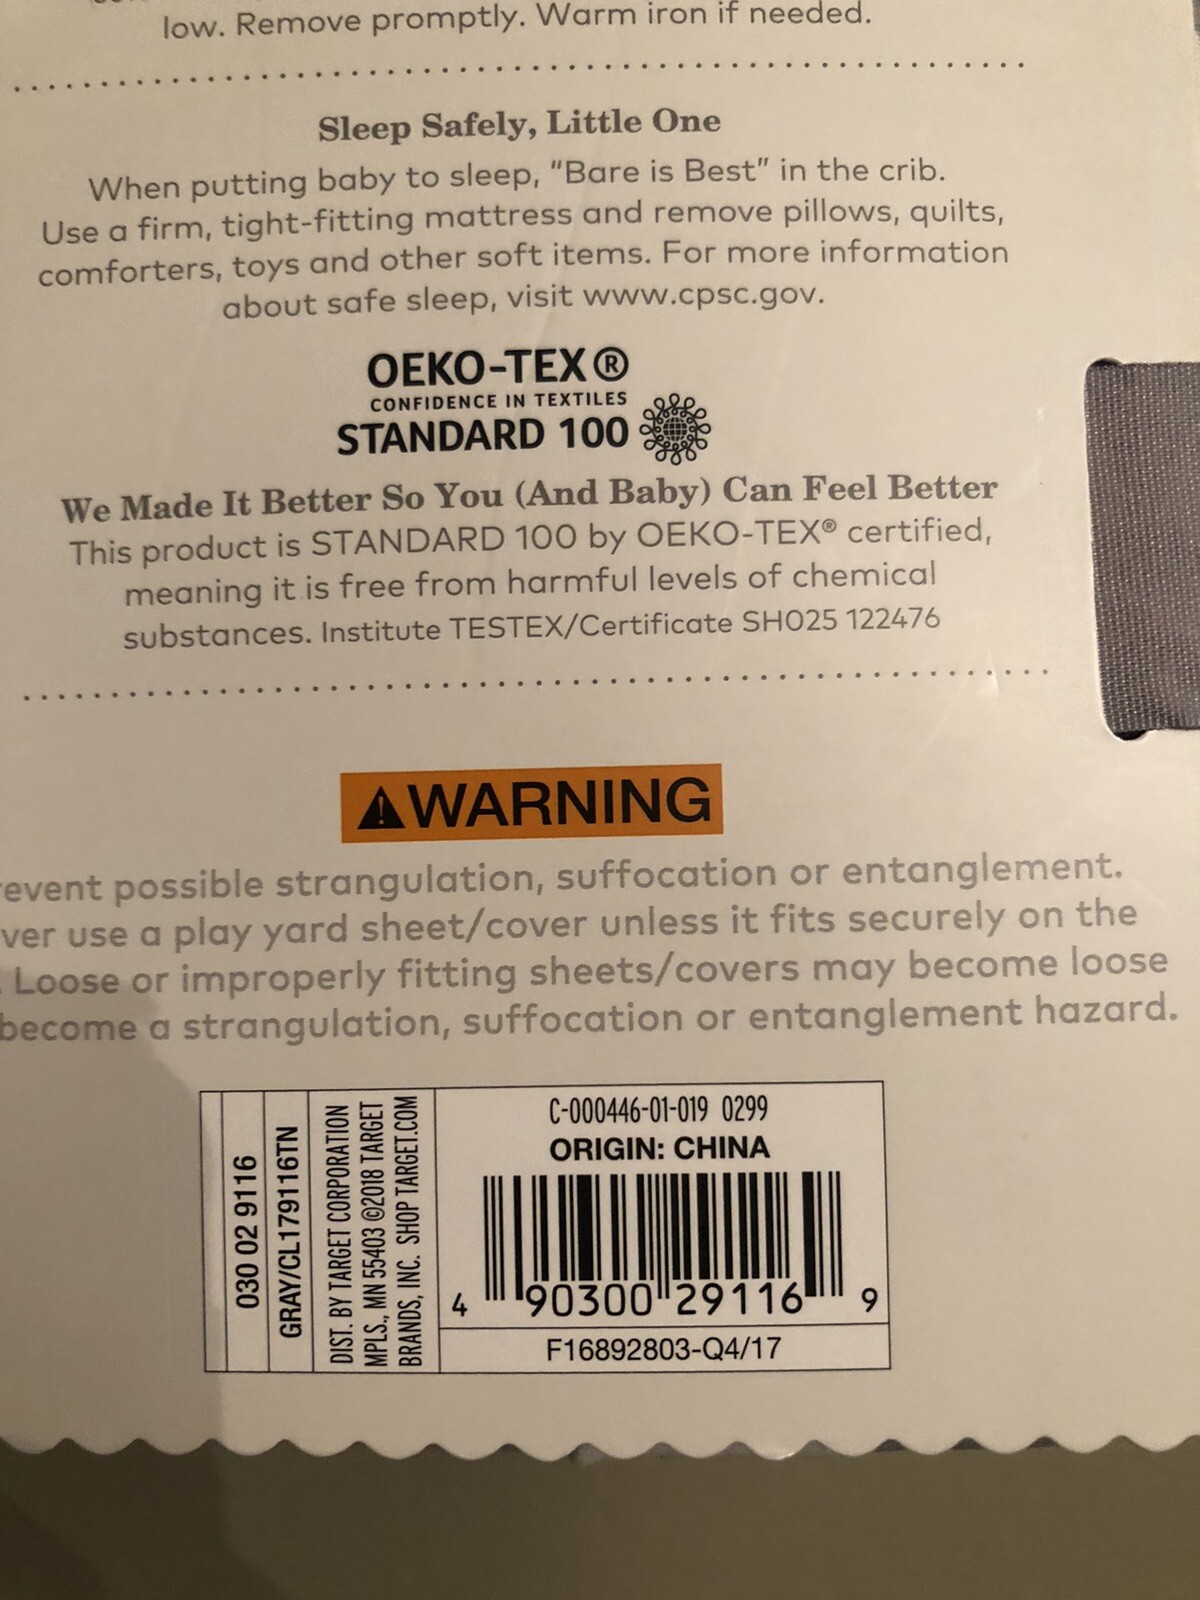 low. Remove promptly. Warm iron if needed.
Sleep Safely, Little One
When putting baby to sleep, "Bare is Best" in the crib.
Use a firm, tight-fitting mattress and remove pillows, quilts,
comforters, toys and other soft items. For more information
about safe sleep, visit www.cpsc.gov.
OEKO-TEX®
CONFIDENCE IN TEXTILES
STANDARD 100
We Made It Better So You (And Baby) Can Feel Better
This product is STANDARD 100 by OEKO-TEX® certified,
meaning it is free from harmful levels of chemical
substances. Institute TESTEX/Certificate SH025 122476
WARNING
event possible strangulation, suffocation or entanglement.
ver use a play yard sheet/cover unless it fits securely on the
. Loose or improperly fitting sheets/covers may become loose
become a strangulation, suffocation or entanglement hazard.
030 02 9116
GRAY/CL179116TN
DIST. BY TARGET CORPORATION
MPLS., MN 55403 ©2018 TARGET
BRANDS, INC. SHOP TARGET.COM
C-000446-01-019 0299
ORIGIN: CHINA
4 90300 29116 9
F16892803-Q4/17